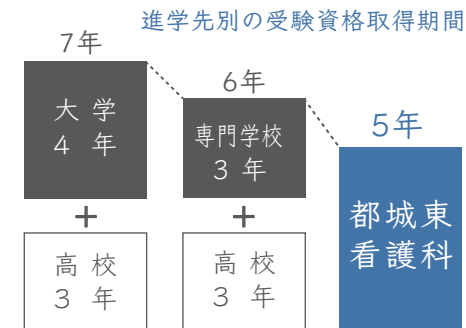 進学先別の受験資格取得期間
7年
大学
4年
+
高校
3年
6年
専門学校
3年
+
高校
3年
5年
都城東
看護科